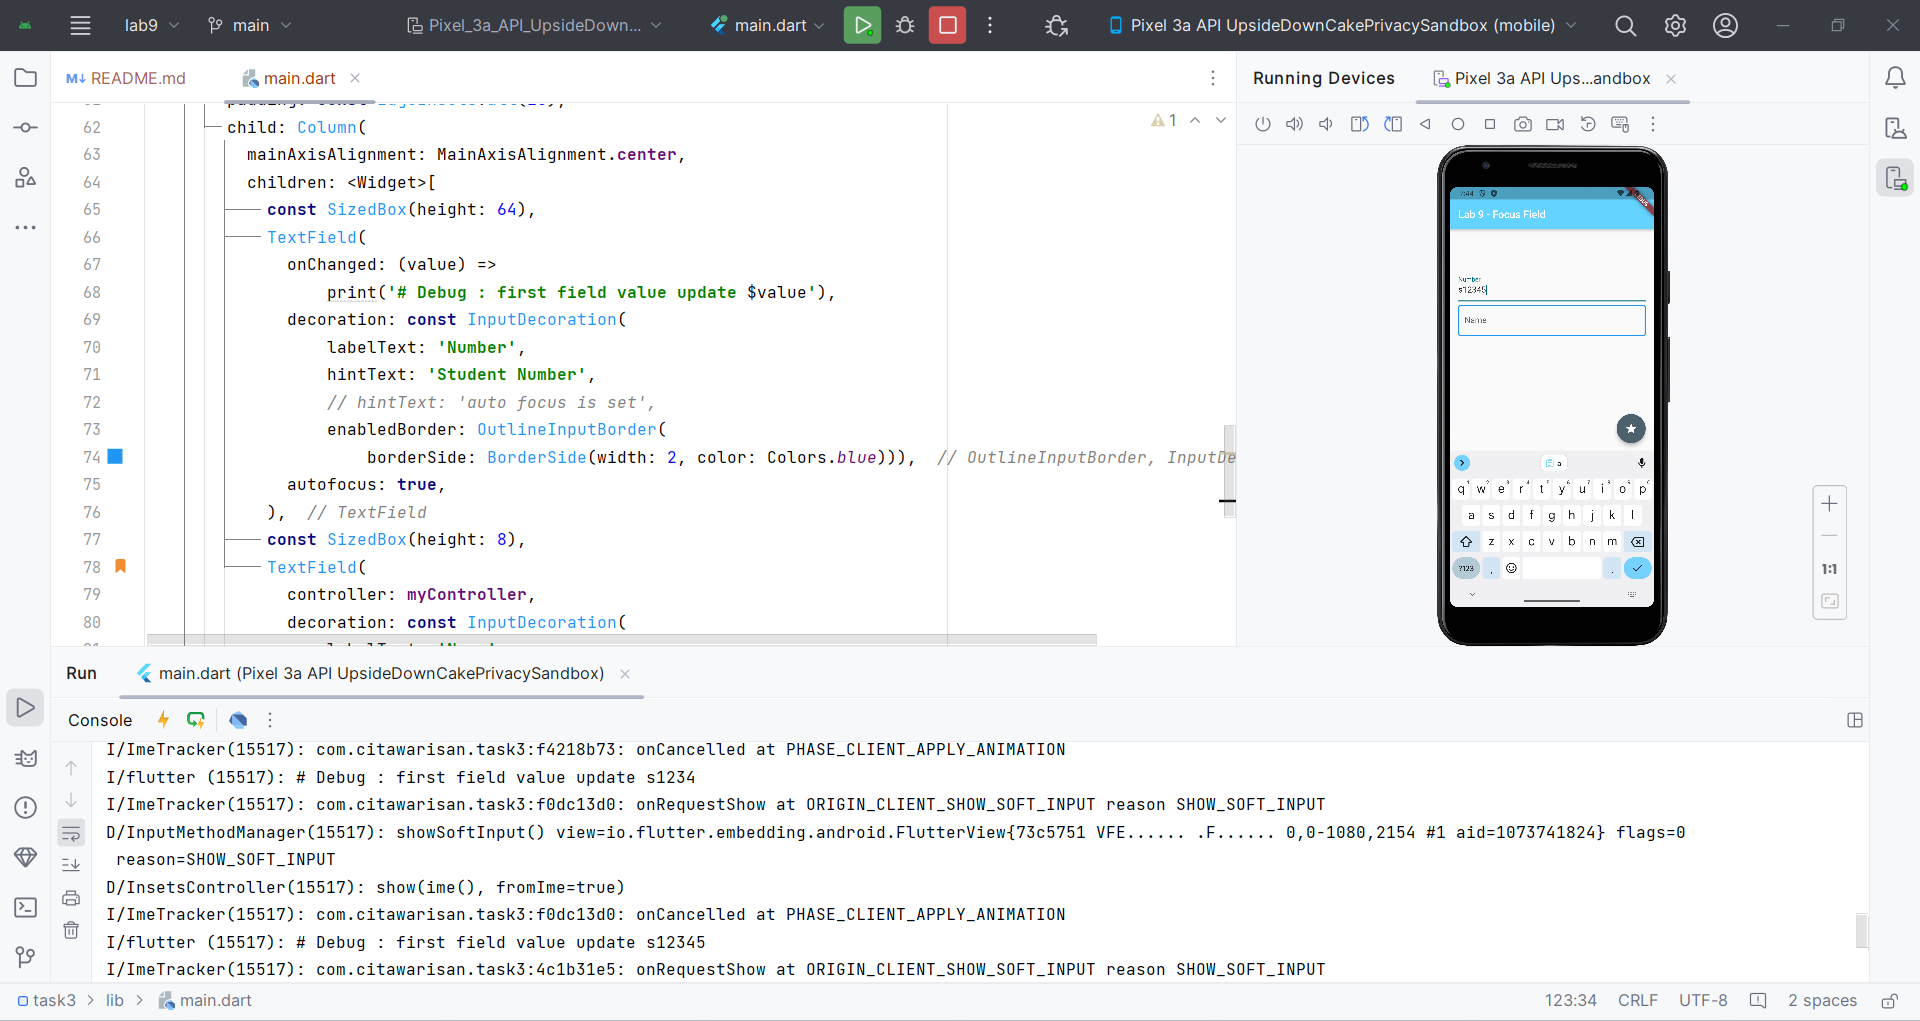 lab9
main
Pixel_3a_API_UpsideDown...
main.dart
Pixel 3a API UpsideDownCakePrivacySandbox (mobile)
README.md
main.dart
Running Devices
Pixel 3a API Ups...andbox
62 child: Column(
63 mainAxisAlignment: MainAxisAlignment.center,
64 children: <Widget>[
65 const SizedBox(height: 64),
66 TextField(
67 onChanged: (value) =>
68 print('# Debug : first field value update $value'),
69 decoration: const InputDecoration(
70 labelText: 'Number',
71 hintText: 'Student Number',
72 // hintText: 'auto focus is set',
73 enabledBorder: OutlineInputBorder(
74 borderSide: BorderSide(width: 2, color: Colors.blue))), // OutlineInputBorder, InputDe
75 autofocus: true,
76 ), // TextField
77 const SizedBox(height: 8),
78 TextField(
79 controller: myController,
80 decoration: const InputDecoration(
1
7:44
Lab 9 - Focus Field
Number
s12345
Name
a
q w e r t y u i o p
a s d f g h j k l
z x c v b n m
?123 , .
1:1
Run
main.dart (Pixel 3a API UpsideDownCakePrivacySandbox)
Console
I/ImeTracker(15517): com.citawarisan.task3:f4218b73: onCancelled at PHASE_CLIENT_APPLY_ANIMATION
I/flutter (15517): # Debug : first field value update s1234
I/ImeTracker(15517): com.citawarisan.task3:f0dc13d0: onRequestShow at ORIGIN_CLIENT_SHOW_SOFT_INPUT reason SHOW_SOFT_INPUT
D/InputMethodManager(15517): showSoftInput() view=io.flutter.embedding.android.FlutterView{73c5751 VFE...... .F...... 0,0-1080,2154 #1 aid=1073741824} flags=0
reason=SHOW_SOFT_INPUT
D/InsetsController(15517): show(ime(), fromIme=true)
I/ImeTracker(15517): com.citawarisan.task3:f0dc13d0: onCancelled at PHASE_CLIENT_APPLY_ANIMATION
I/flutter (15517): # Debug : first field value update s12345
I/ImeTracker(15517): com.citawarisan.task3:4c1b31e5: onRequestShow at ORIGIN_CLIENT_SHOW_SOFT_INPUT reason SHOW_SOFT_INPUT
task3 > lib > main.dart
123:34 CRLF UTF-8 2 spaces